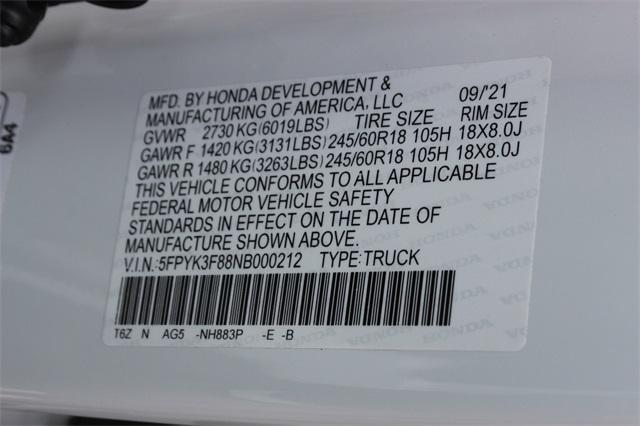 MFD. BY HONDA DEVELOPMENT &
MANUFACTURING OF AMERICA, LLC 09/'21
GVWR 2730 KG(6019LBS) TIRE SIZE RIM SIZE
GAWR F 1420 KG(3131LBS) 245/60R18 105H 18X8.0J
GAWR R 1480 KG(3263LBS) 245/60R18 105H 18X8.0J
THIS VEHICLE CONFORMS TO ALL APPLICABLE
FEDERAL MOTOR VEHICLE SAFETY
STANDARDS IN EFFECT ON THE DATE OF
MANUFACTURE SHOWN ABOVE.
V.I.N.:5FPYK3F88NB000212 TYPE:TRUCK
T6Z N AG5 -NH883P -E -B
6A4